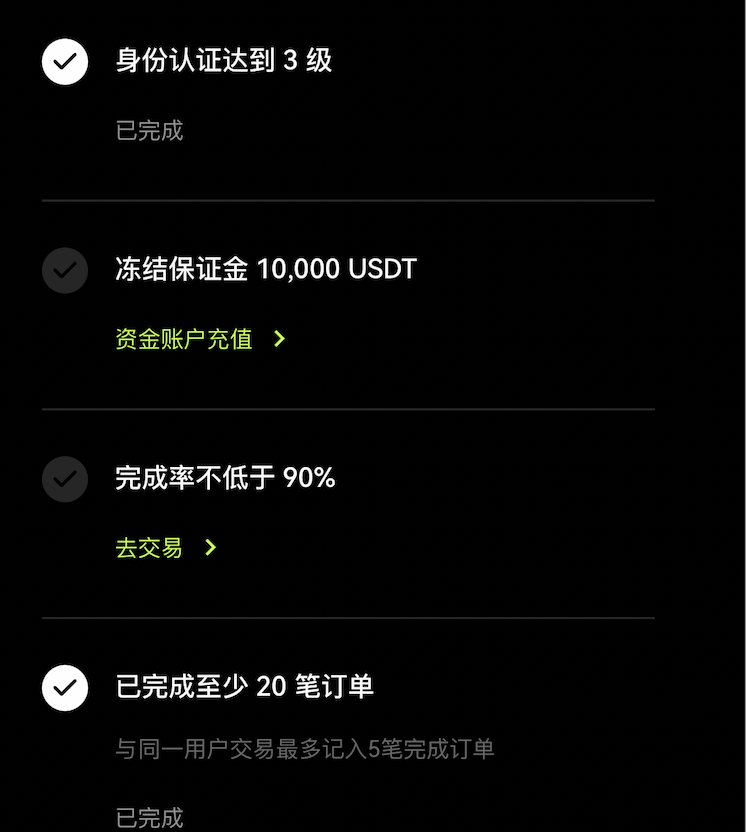 身份认证达到 3 级
已完成
冻结保证金 10,000 USDT
资金账户充值
完成率不低于 90%
去交易
已完成至少 20 笔订单
与同一用户交易最多记入5笔完成订单
已完成